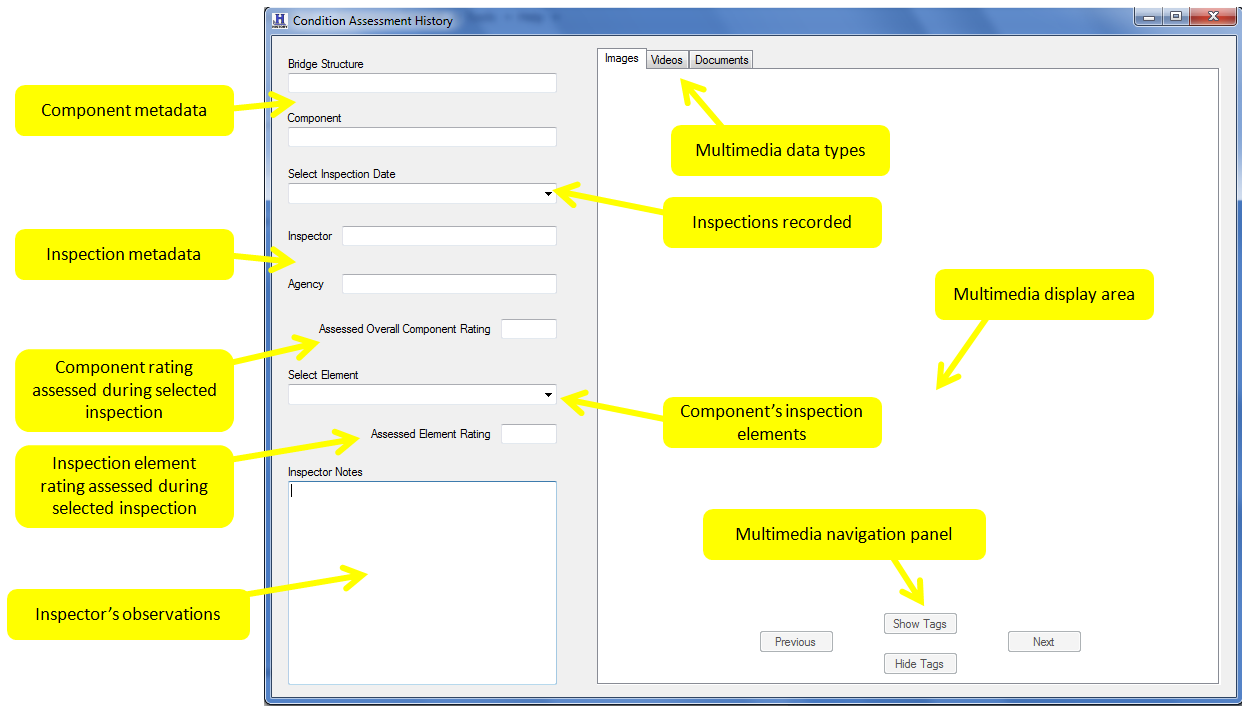 Condition Assessment History
Bridge Structure
Component
Select Inspection Date
Inspector
Agency
Assessed Overall Component Rating
Select Element
Assessed Element Rating
Inspector Notes
Images
Videos
Documents
Previous
Show Tags
Hide Tags
Next
Component metadata
Inspection metadata
Component rating
assessed during selected
inspection
Inspection element
rating assessed during
selected inspection
Inspector's observations
Multimedia data types
Inspections recorded
Multimedia display area
Component's inspection
elements
Multimedia navigation panel